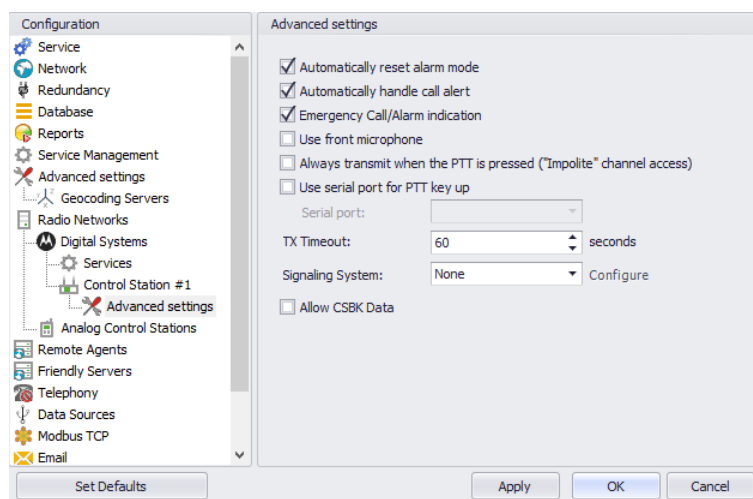 Configuration
Service
Network
Redundancy
Database
Reports
Service Management
Advanced settings
Geocoding Servers
Radio Networks
Digital Systems
Services
Control Station #1
Advanced settings
Analog Control Stations
Remote Agents
Friendly Servers
Telephony
Data Sources
Modbus TCP
Email
Set Defaults
Advanced settings
Automatically reset alarm mode
Automatically handle call alert
Emergency Call/Alarm indication
Use front microphone
Always transmit when the PTT is pressed ("Impolite" channel access)
Use serial port for PTT key up
Serial port:
TX Timeout: 60 seconds
Signaling System: None Configure
Allow CSBK Data
Apply OK Cancel